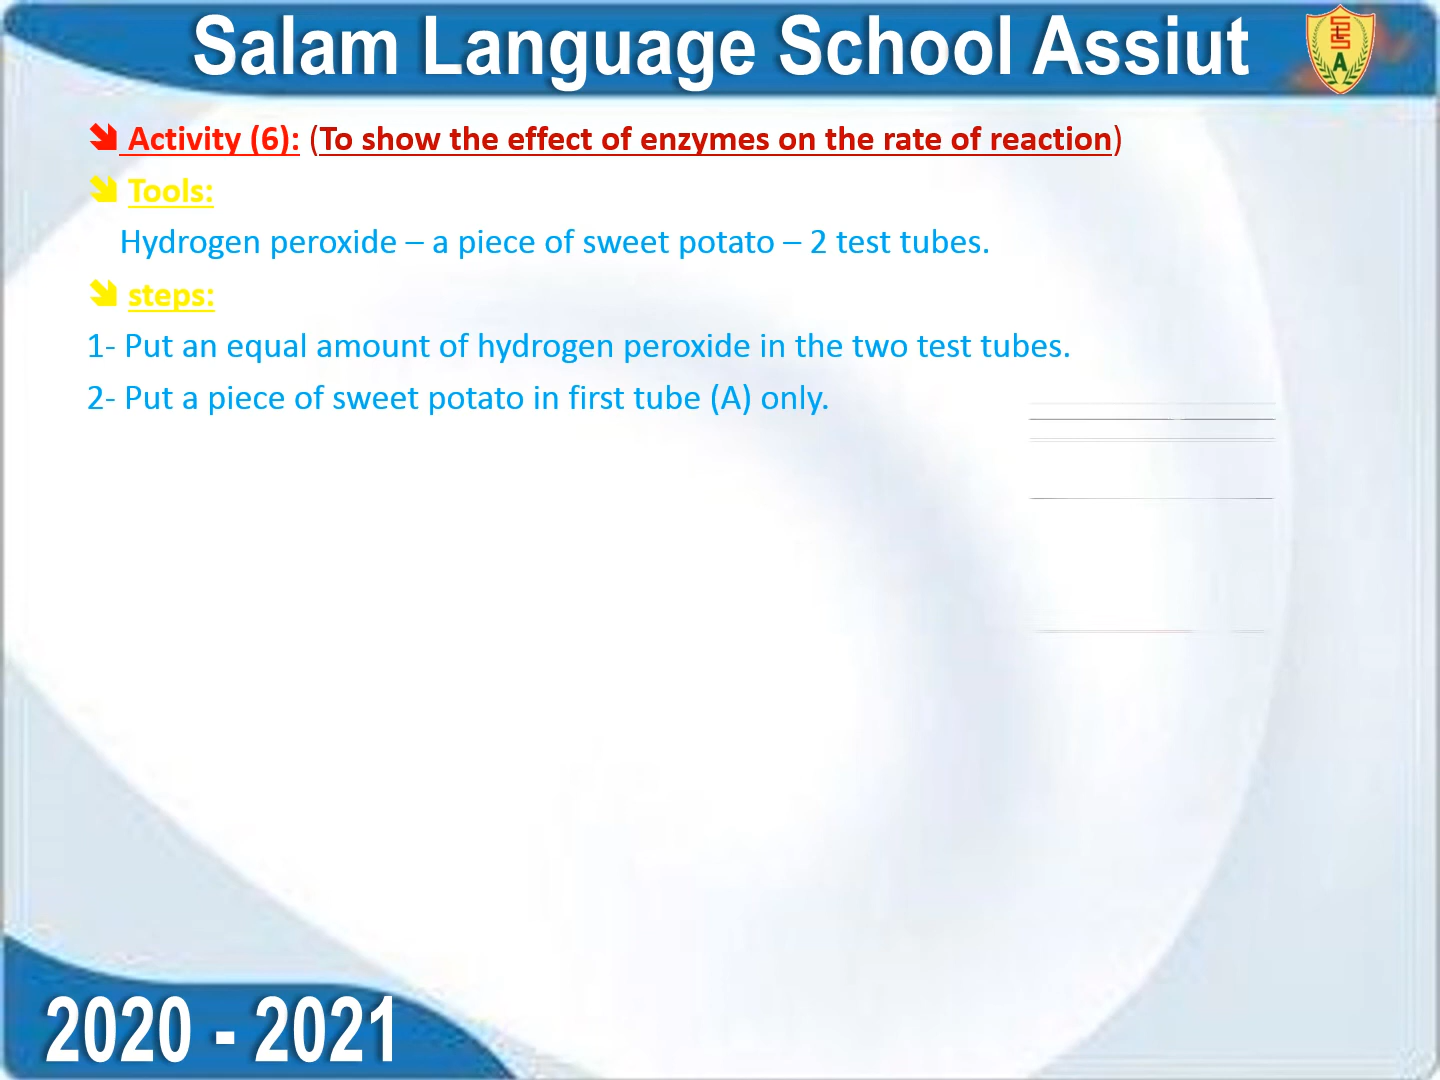 Salam Language School Assiut
Activity (6): (To show the effect of enzymes on the rate of reaction)
Tools:
Hydrogen peroxide – a piece of sweet potato – 2 test tubes.
steps:
1- Put an equal amount of hydrogen peroxide in the two test tubes.
2- Put a piece of sweet potato in first tube (A) only.
2020 - 2021